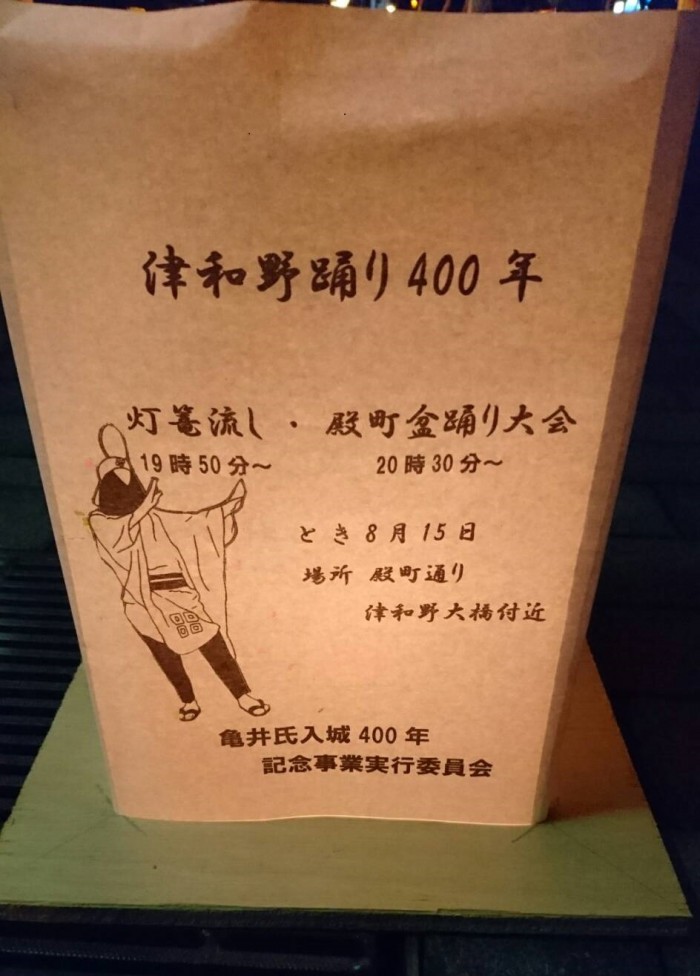 津和野踊り400年
灯篭流し・殿町盆踊り大会
19時50分～ 20時30分～
とき 8月15日
場所 殿町通り
津和野大橋付近
亀井氏入城400年
記念事業実行委員会